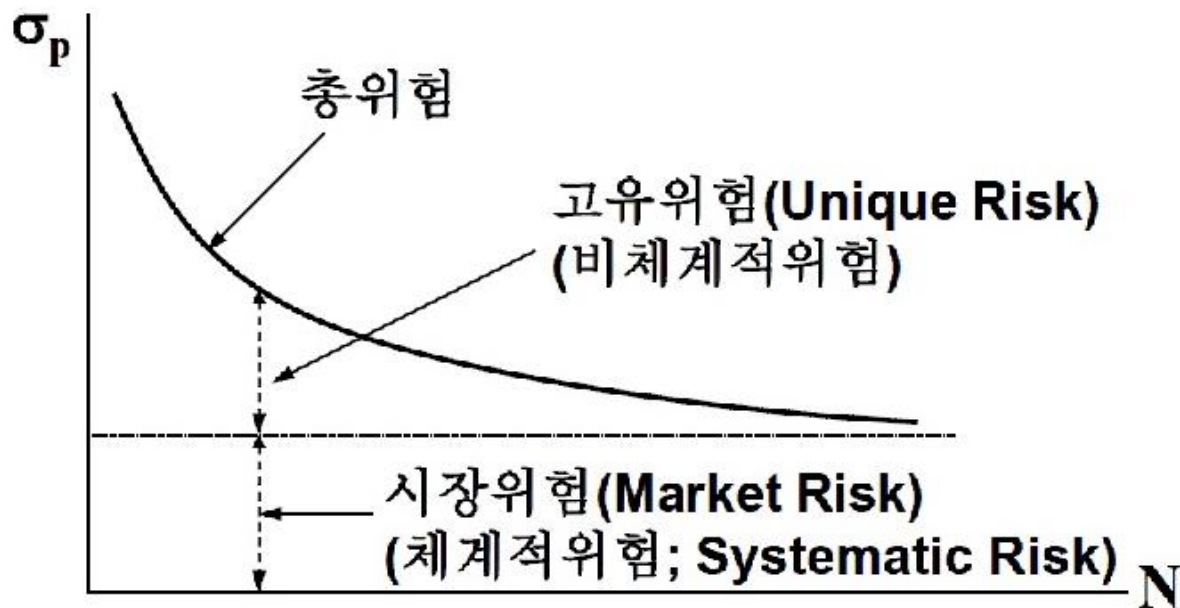 σp
총위험
고유위험(Unique Risk)
(비체계적위험)
시장위험(Market Risk)
(체계적위험; Systematic Risk)
N